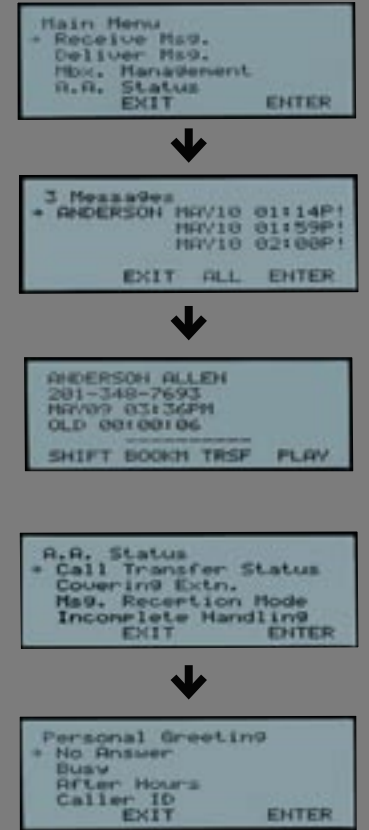 Main Menu
Receive Msg.
Deliver Msg.
Mbx. Management
A.A. Status
EXIT ENTER
3 Messages
ANDERSON MAY10 01:14P!
MAY10 01:59P!
MAY10 02:00P!
EXIT ALL ENTER
ANDERSON ALLEN
201-348-7693
MAY09 03:36PM
OLD 00:00:06
SHIFT BOOKM TRSF PLAY
A.A. Status
Call Transfer Status
Covering Extn.
Msg. Reception Mode
Incomplete Handling
EXIT ENTER
Personal Greeting
No Answer
Busy
After Hours
Caller ID
EXIT ENTER